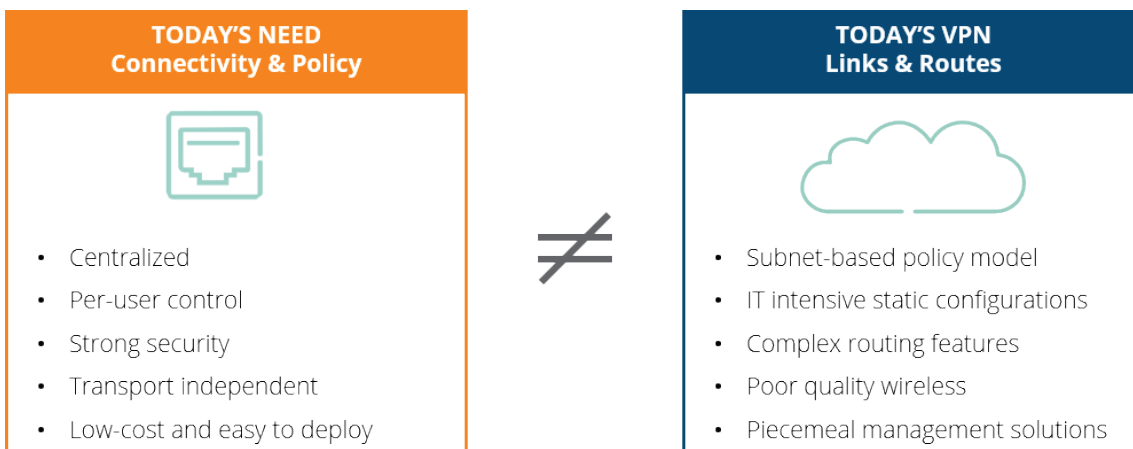 TODAY'S NEED
Connectivity & Policy
• Centralized
• Per-user control
• Strong security
• Transport independent
• Low-cost and easy to deploy
≠
TODAY'S VPN
Links & Routes
• Subnet-based policy model
• IT intensive static configurations
• Complex routing features
• Poor quality wireless
• Piecemeal management solutions